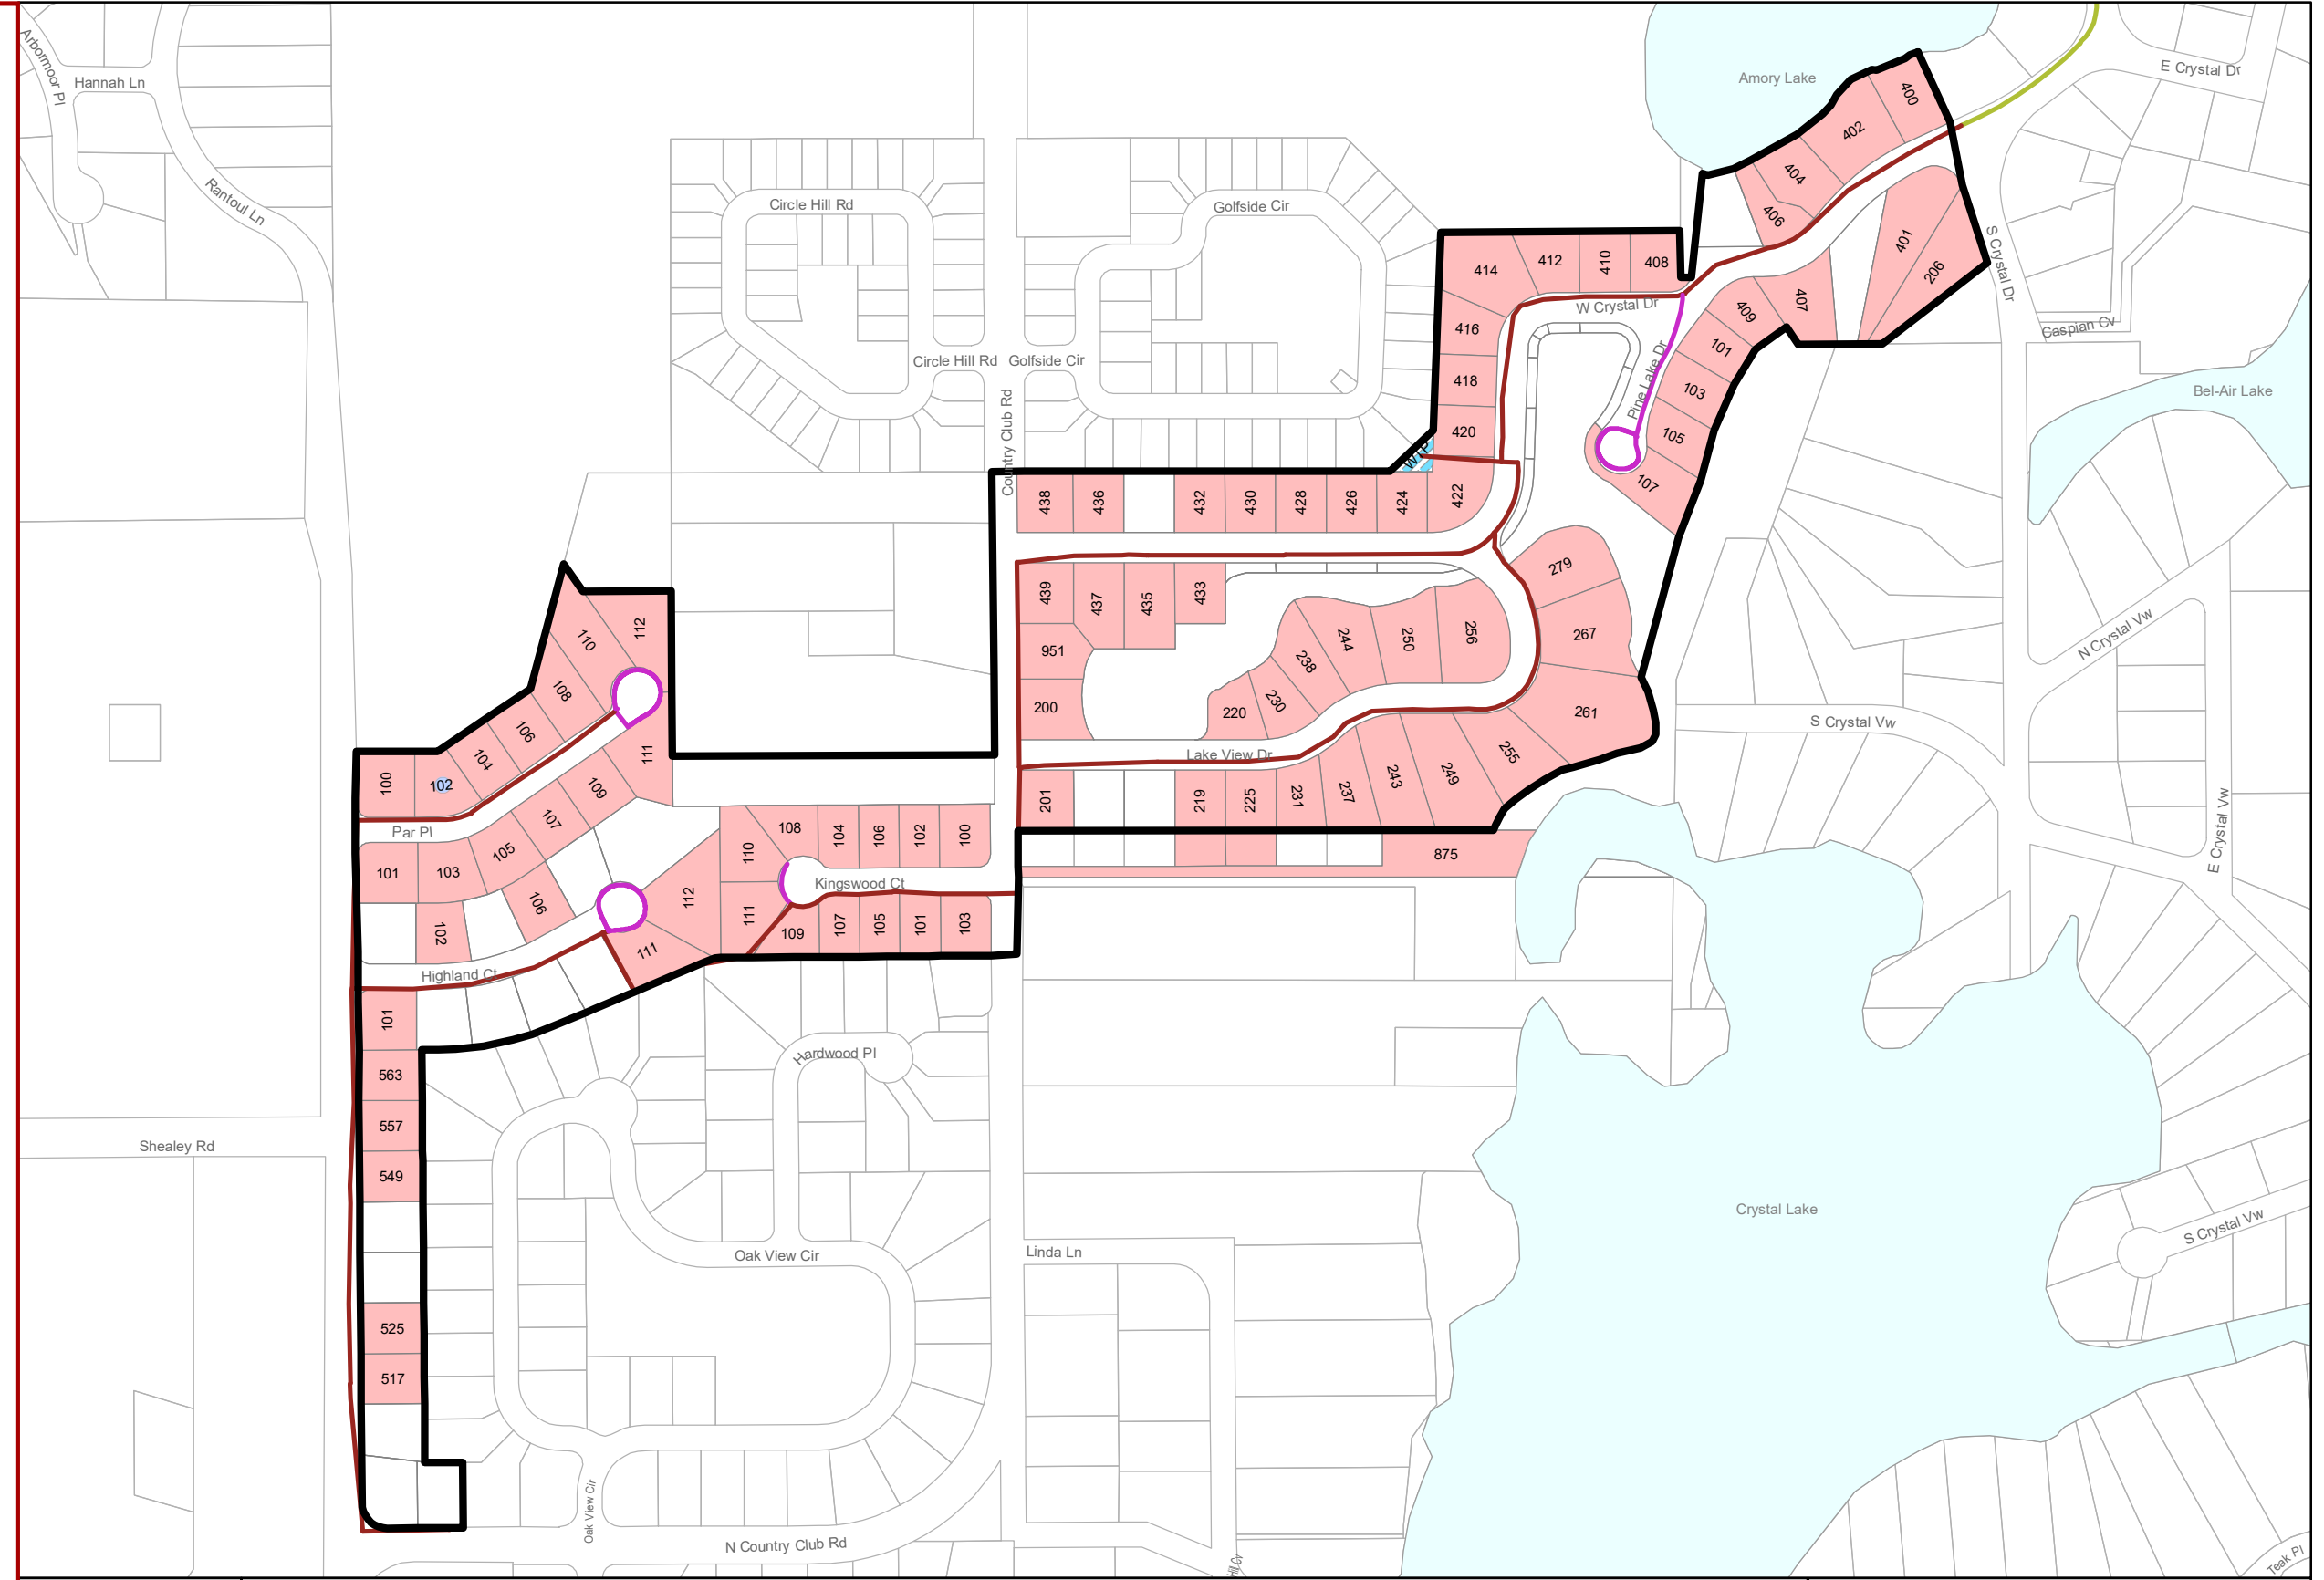 Arbormoor Pl
Hannah Ln
Rantoul Ln
Amory Lake
E Crystal Dr
400
402
404
406
401
206
S Crystal Dr
Caspian Cv
Bel-Air Lake
Circle Hill Rd
Golfside Cir
Circle Hill Rd
Golfside Cir
Country Club Rd
414
412
410
408
W Crystal Dr
416
418
420
WTP
407
409
101
103
105
107
Pine Lake Dr
438
436
432
430
428
426
424
422
439
437
435
433
951
200
220
230
238
244
250
256
279
267
261
Lake View Dr
201
219
225
231
237
243
249
255
875
N Crystal Vw
S Crystal Vw
E Crystal Vw
110
112
108
106
104
102
100
111
109
107
105
103
101
Par Pl
108
104
106
102
100
110
Kingswood Ct
111
109
107
105
101
103
112
106
102
111
Highland Ct
101
563
557
549
525
517
Hardwood Pl
Shealey Rd
Oak View Cir
Linda Ln
Crystal Lake
S Crystal Vw
Oak View Cir
N Country Club Rd
Teak Pl